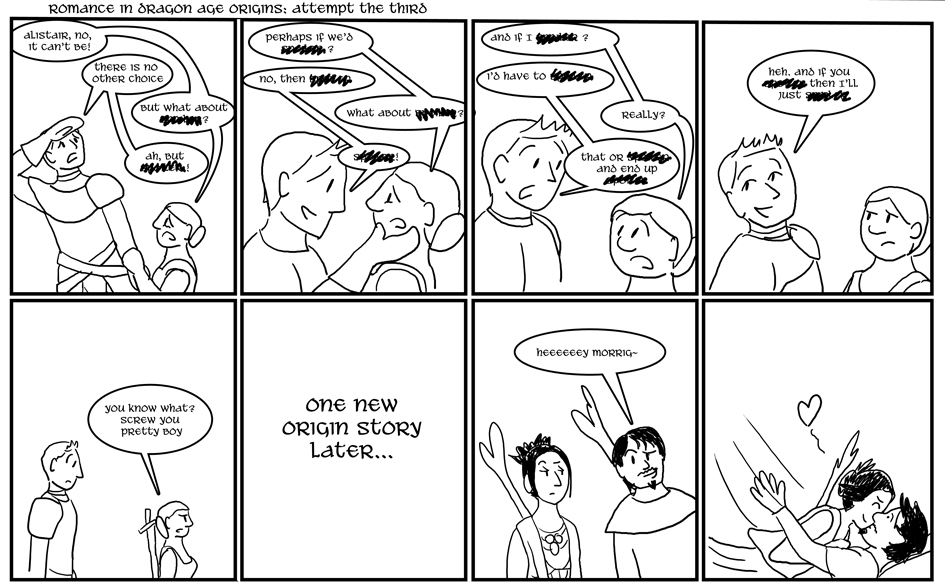 Romance in Dragon Age Origins: Attempt the Third
Alistair, no,
it can't be!
There is no
other choice
But what about
?
Ah, but
!
Perhaps if we'd
?
No, then
What about ?
!
And if I ?
I'd have to
Really?
That or
and end up
Heh. And if you
then I'll
just
You know what?
Screw you
pretty boy
One new
origin story
later...
Heeeeeey Morrig~